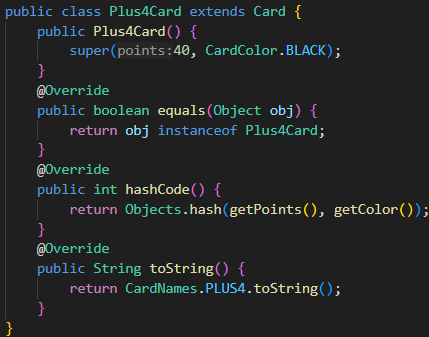 public class Plus4Card extends Card {
    public Plus4Card() {
        super(points:40, CardColor.BLACK);
    }
    @Override
    public boolean equals(Object obj) {
        return obj instanceof Plus4Card;
    }
    @Override
    public int hashCode() {
        return Objects.hash(getPoints(), getColor());
    }
    @Override
    public String toString() {
        return CardNames.PLUS4.toString();
    }
}